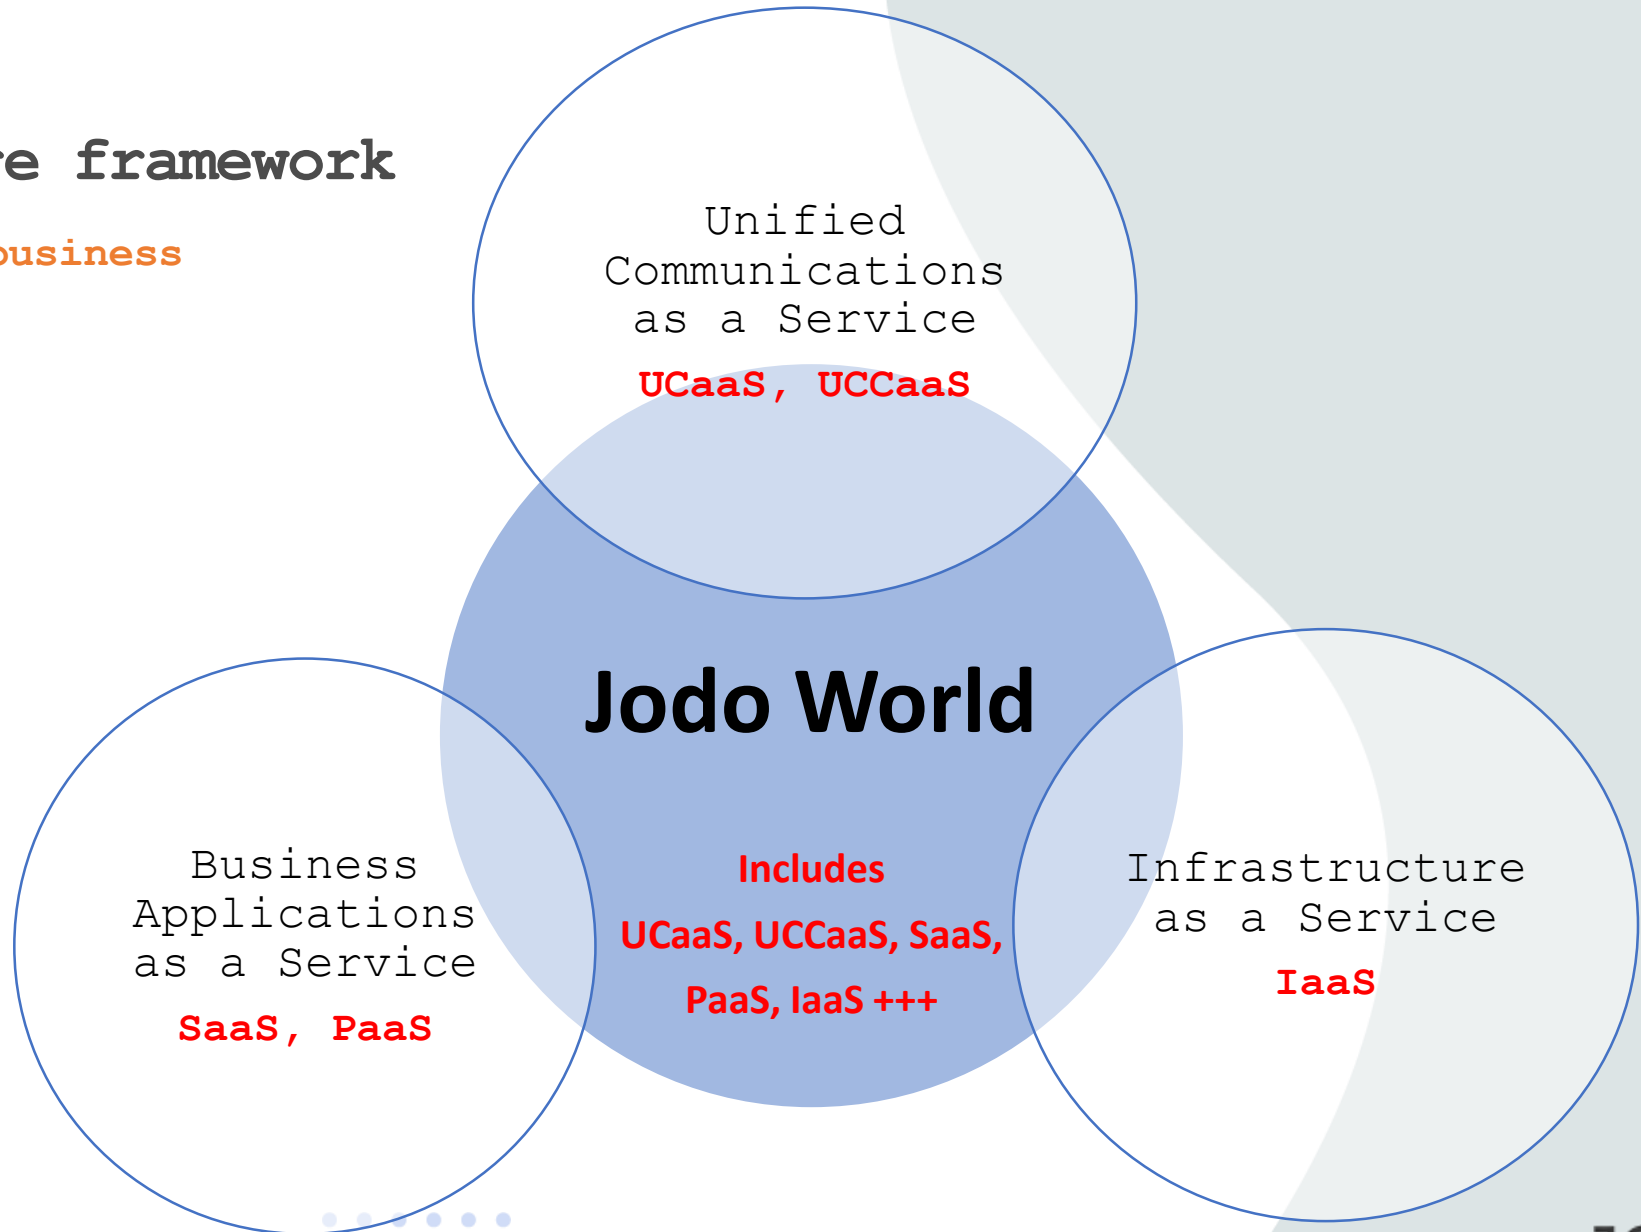 re framework
business
Unified
Communications
as a Service
UCaaS, UCCaaS
Jodo World
Includes
UCaaS, UCCaaS, SaaS,
PaaS, IaaS +++
Business
Applications
as a Service
SaaS, PaaS
Infrastructure
as a Service
IaaS